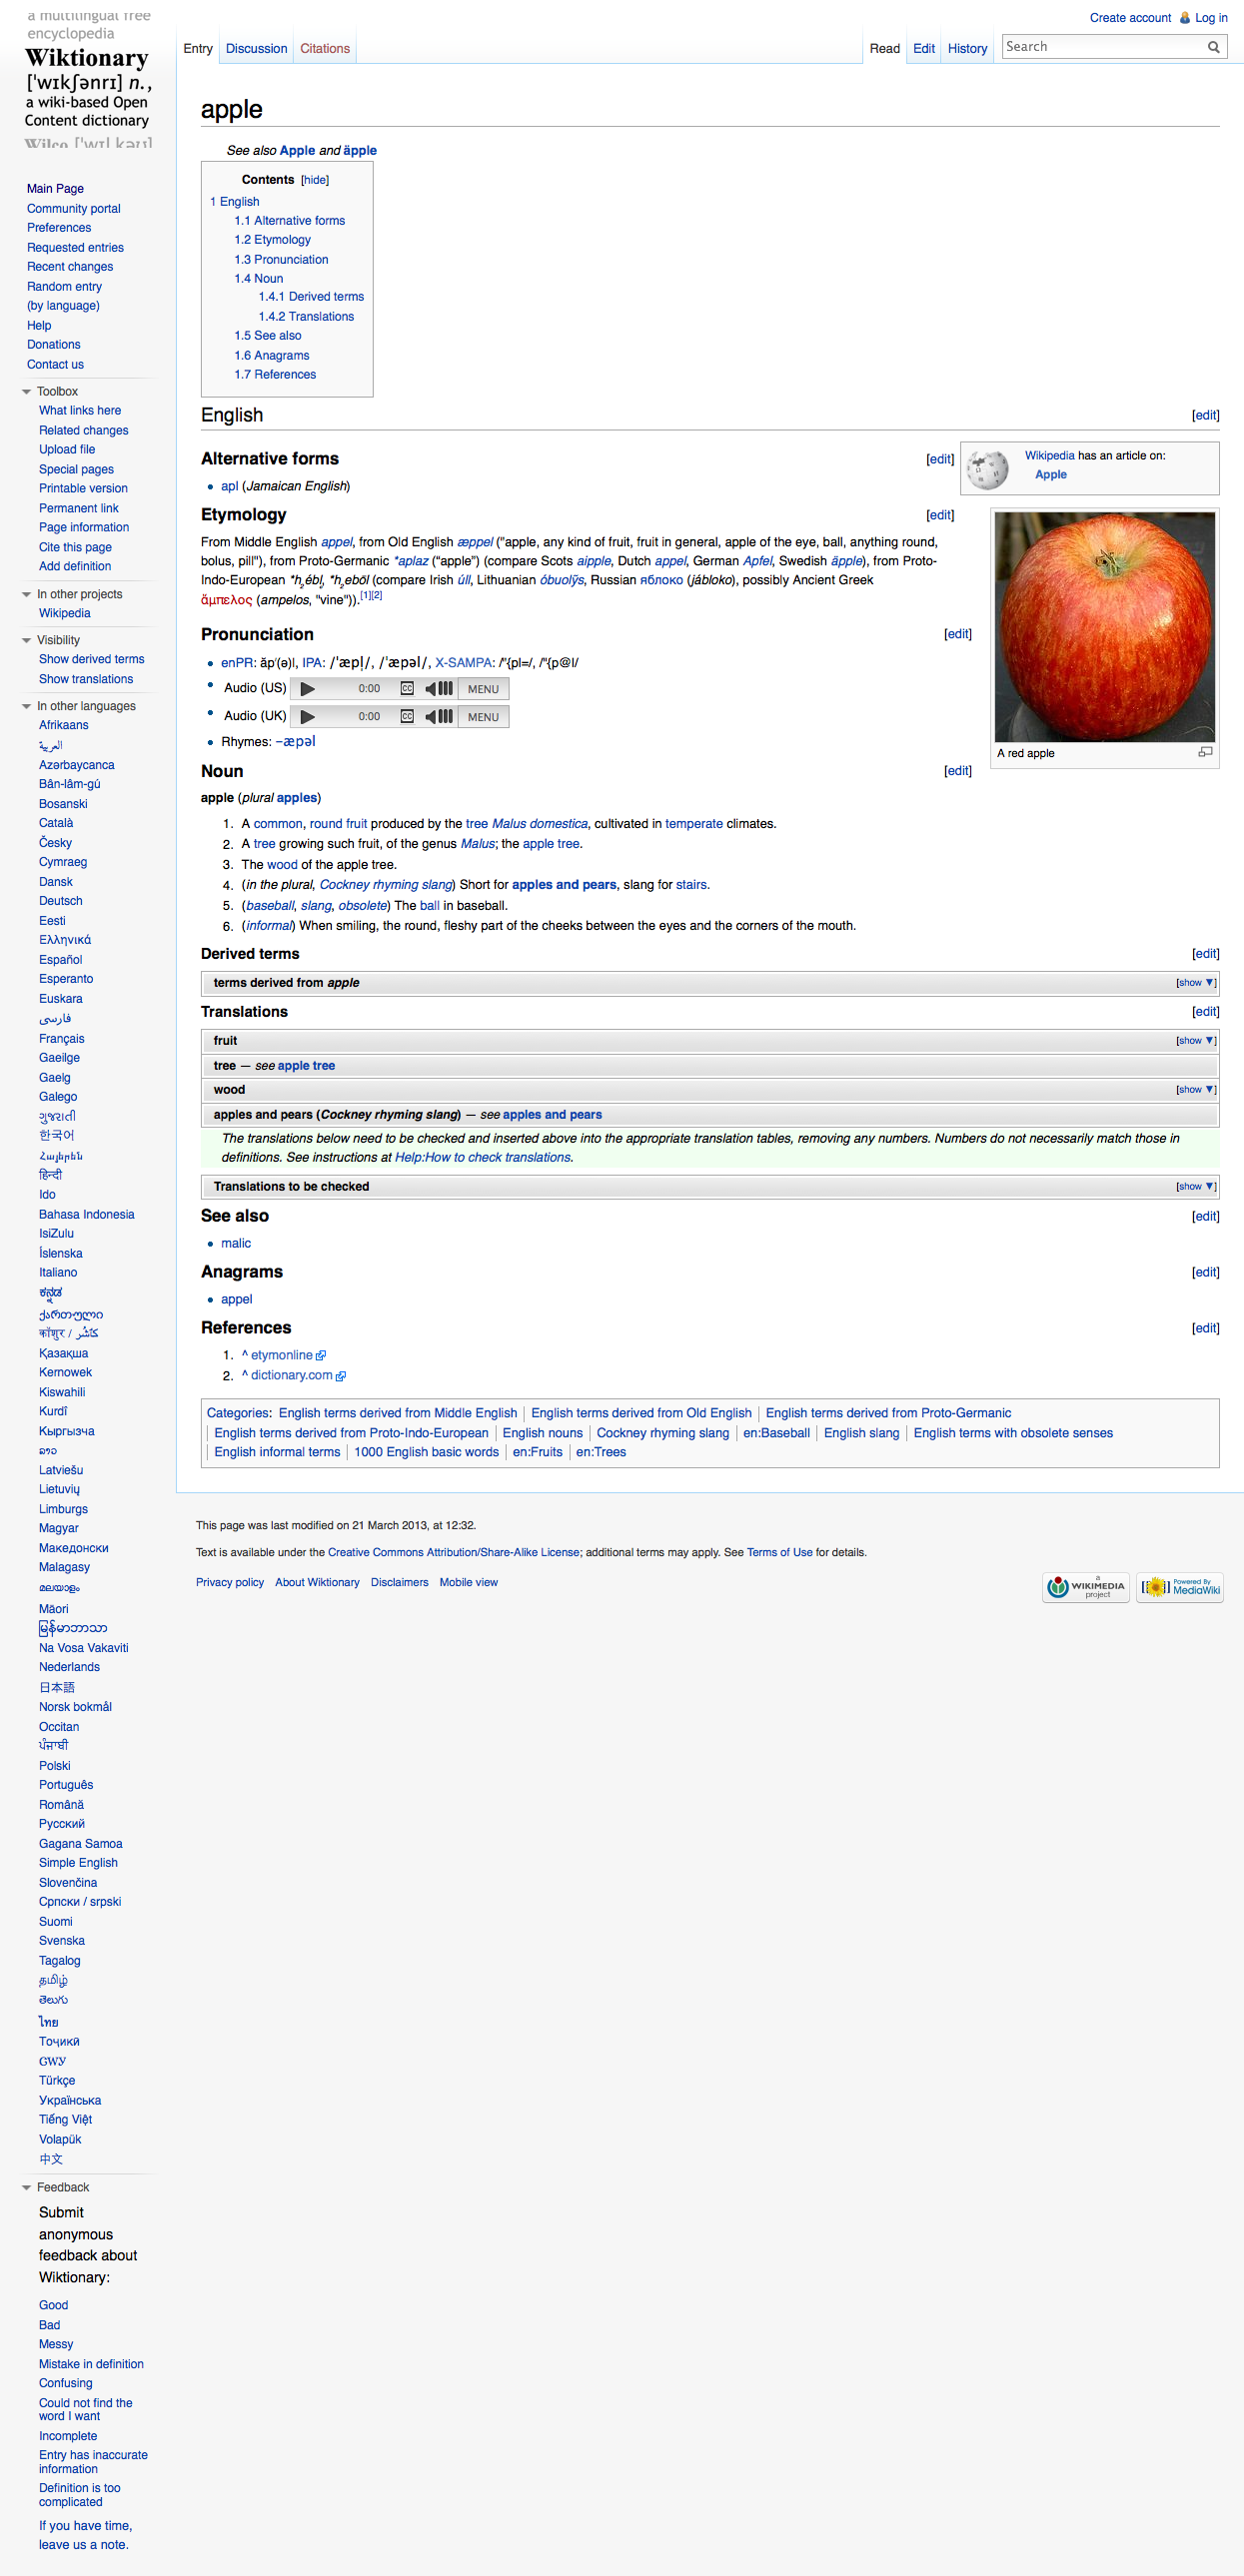 a multilingual free
encyclopedia
Wiktionary
[ˈwɪkʃənrɪ] n.,
a wiki-based Open
Content dictionary
Wilco [ˈwɪl kəʊ]
Create account Log in
Entry Discussion Citations Read Edit History Search
apple
See also Apple and äpple
Contents [hide]
1 English
1.1 Alternative forms
1.2 Etymology
1.3 Pronunciation
1.4 Noun
1.4.1 Derived terms
1.4.2 Translations
1.5 See also
1.6 Anagrams
1.7 References
English [edit]
Alternative forms [edit]
apl (Jamaican English)
Wikipedia has an article on:
Apple
Etymology [edit]
From Middle English appel, from Old English æppel ("apple, any kind of fruit, fruit in general, apple of the eye, ball, anything round,
bolus, pill"), from Proto-Germanic *aplaz ("apple") (compare Scots aipple, Dutch appel, German Apfel, Swedish äpple), from Proto-
Indo-European *h₂ébl̥, *h₂eból (compare Irish úll, Lithuanian óbuolỹs, Russian яблоко (jábloko), possibly Ancient Greek
ἄμπελος (ampelos, "vine")).[1][2]
A red apple
Pronunciation [edit]
enPR: ăp′(ə)l, IPA: /ˈæpl̩/, /ˈæpəl/, X-SAMPA: /"{pl=/, /"{p@l/
Audio (US) 0:00 CC MENU
Audio (UK) 0:00 CC MENU
Rhymes: -æpəl
Noun [edit]
apple (plural apples)
1. A common, round fruit produced by the tree Malus domestica, cultivated in temperate climates.
2. A tree growing such fruit, of the genus Malus; the apple tree.
3. The wood of the apple tree.
4. (in the plural, Cockney rhyming slang) Short for apples and pears, slang for stairs.
5. (baseball, slang, obsolete) The ball in baseball.
6. (informal) When smiling, the round, fleshy part of the cheeks between the eyes and the corners of the mouth.
Derived terms [edit]
terms derived from apple [show ▼]
Translations [edit]
fruit [show ▼]
tree — see apple tree
wood [show ▼]
apples and pears (Cockney rhyming slang) — see apples and pears
The translations below need to be checked and inserted above into the appropriate translation tables, removing any numbers. Numbers do not necessarily match those in
definitions. See instructions at Help:How to check translations.
Translations to be checked [show ▼]
See also [edit]
malic
Anagrams [edit]
appel
References [edit]
1. ^ etymonline
2. ^ dictionary.com
Categories: English terms derived from Middle English | English terms derived from Old English | English terms derived from Proto-Germanic
| English terms derived from Proto-Indo-European | English nouns | Cockney rhyming slang | en:Baseball | English slang | English terms with obsolete senses
| English informal terms | 1000 English basic words | en:Fruits | en:Trees
This page was last modified on 21 March 2013, at 12:32.
Text is available under the Creative Commons Attribution/Share-Alike License; additional terms may apply. See Terms of Use for details.
Privacy policy About Wiktionary Disclaimers Mobile view
a WIKIMEDIA project
Powered By MediaWiki
Main Page
Community portal
Preferences
Requested entries
Recent changes
Random entry
(by language)
Help
Donations
Contact us
Toolbox
What links here
Related changes
Upload file
Special pages
Printable version
Permanent link
Page information
Cite this page
Add definition
In other projects
Wikipedia
Visibility
Show derived terms
Show translations
In other languages
Afrikaans
العربية
Azərbaycanca
Bân-lâm-gú
Bosanski
Català
Česky
Cymraeg
Dansk
Deutsch
Eesti
Ελληνικά
Español
Esperanto
Euskara
فارسی
Français
Gaeilge
Gaelg
Galego
ગુજરાતી
한국어
Հայերեն
हिन्दी
Ido
Bahasa Indonesia
IsiZulu
Íslenska
Italiano
ಕನ್ನಡ
ქართული
कॉशुर / کٲشُر
Қазақша
Kernowek
Kiswahili
Kurdî
Кыргызча
ລາວ
Latviešu
Lietuvių
Limburgs
Magyar
Македонски
Malagasy
മലയാളം
Māori
မြန်မာဘာသာ
Na Vosa Vakaviti
Nederlands
日本語
Norsk bokmål
Occitan
ਪੰਜਾਬੀ
Polski
Português
Română
Русский
Gagana Samoa
Simple English
Slovenčina
Српски / srpski
Suomi
Svenska
Tagalog
தமிழ்
తెలుగు
ไทย
Тоҷикӣ
ᏣᎳᎩ
Türkçe
Українська
Tiếng Việt
Volapük
中文
Feedback
Submit
anonymous
feedback about
Wiktionary:
Good
Bad
Messy
Mistake in definition
Confusing
Could not find the
word I want
Incomplete
Entry has inaccurate
information
Definition is too
complicated
If you have time,
leave us a note.